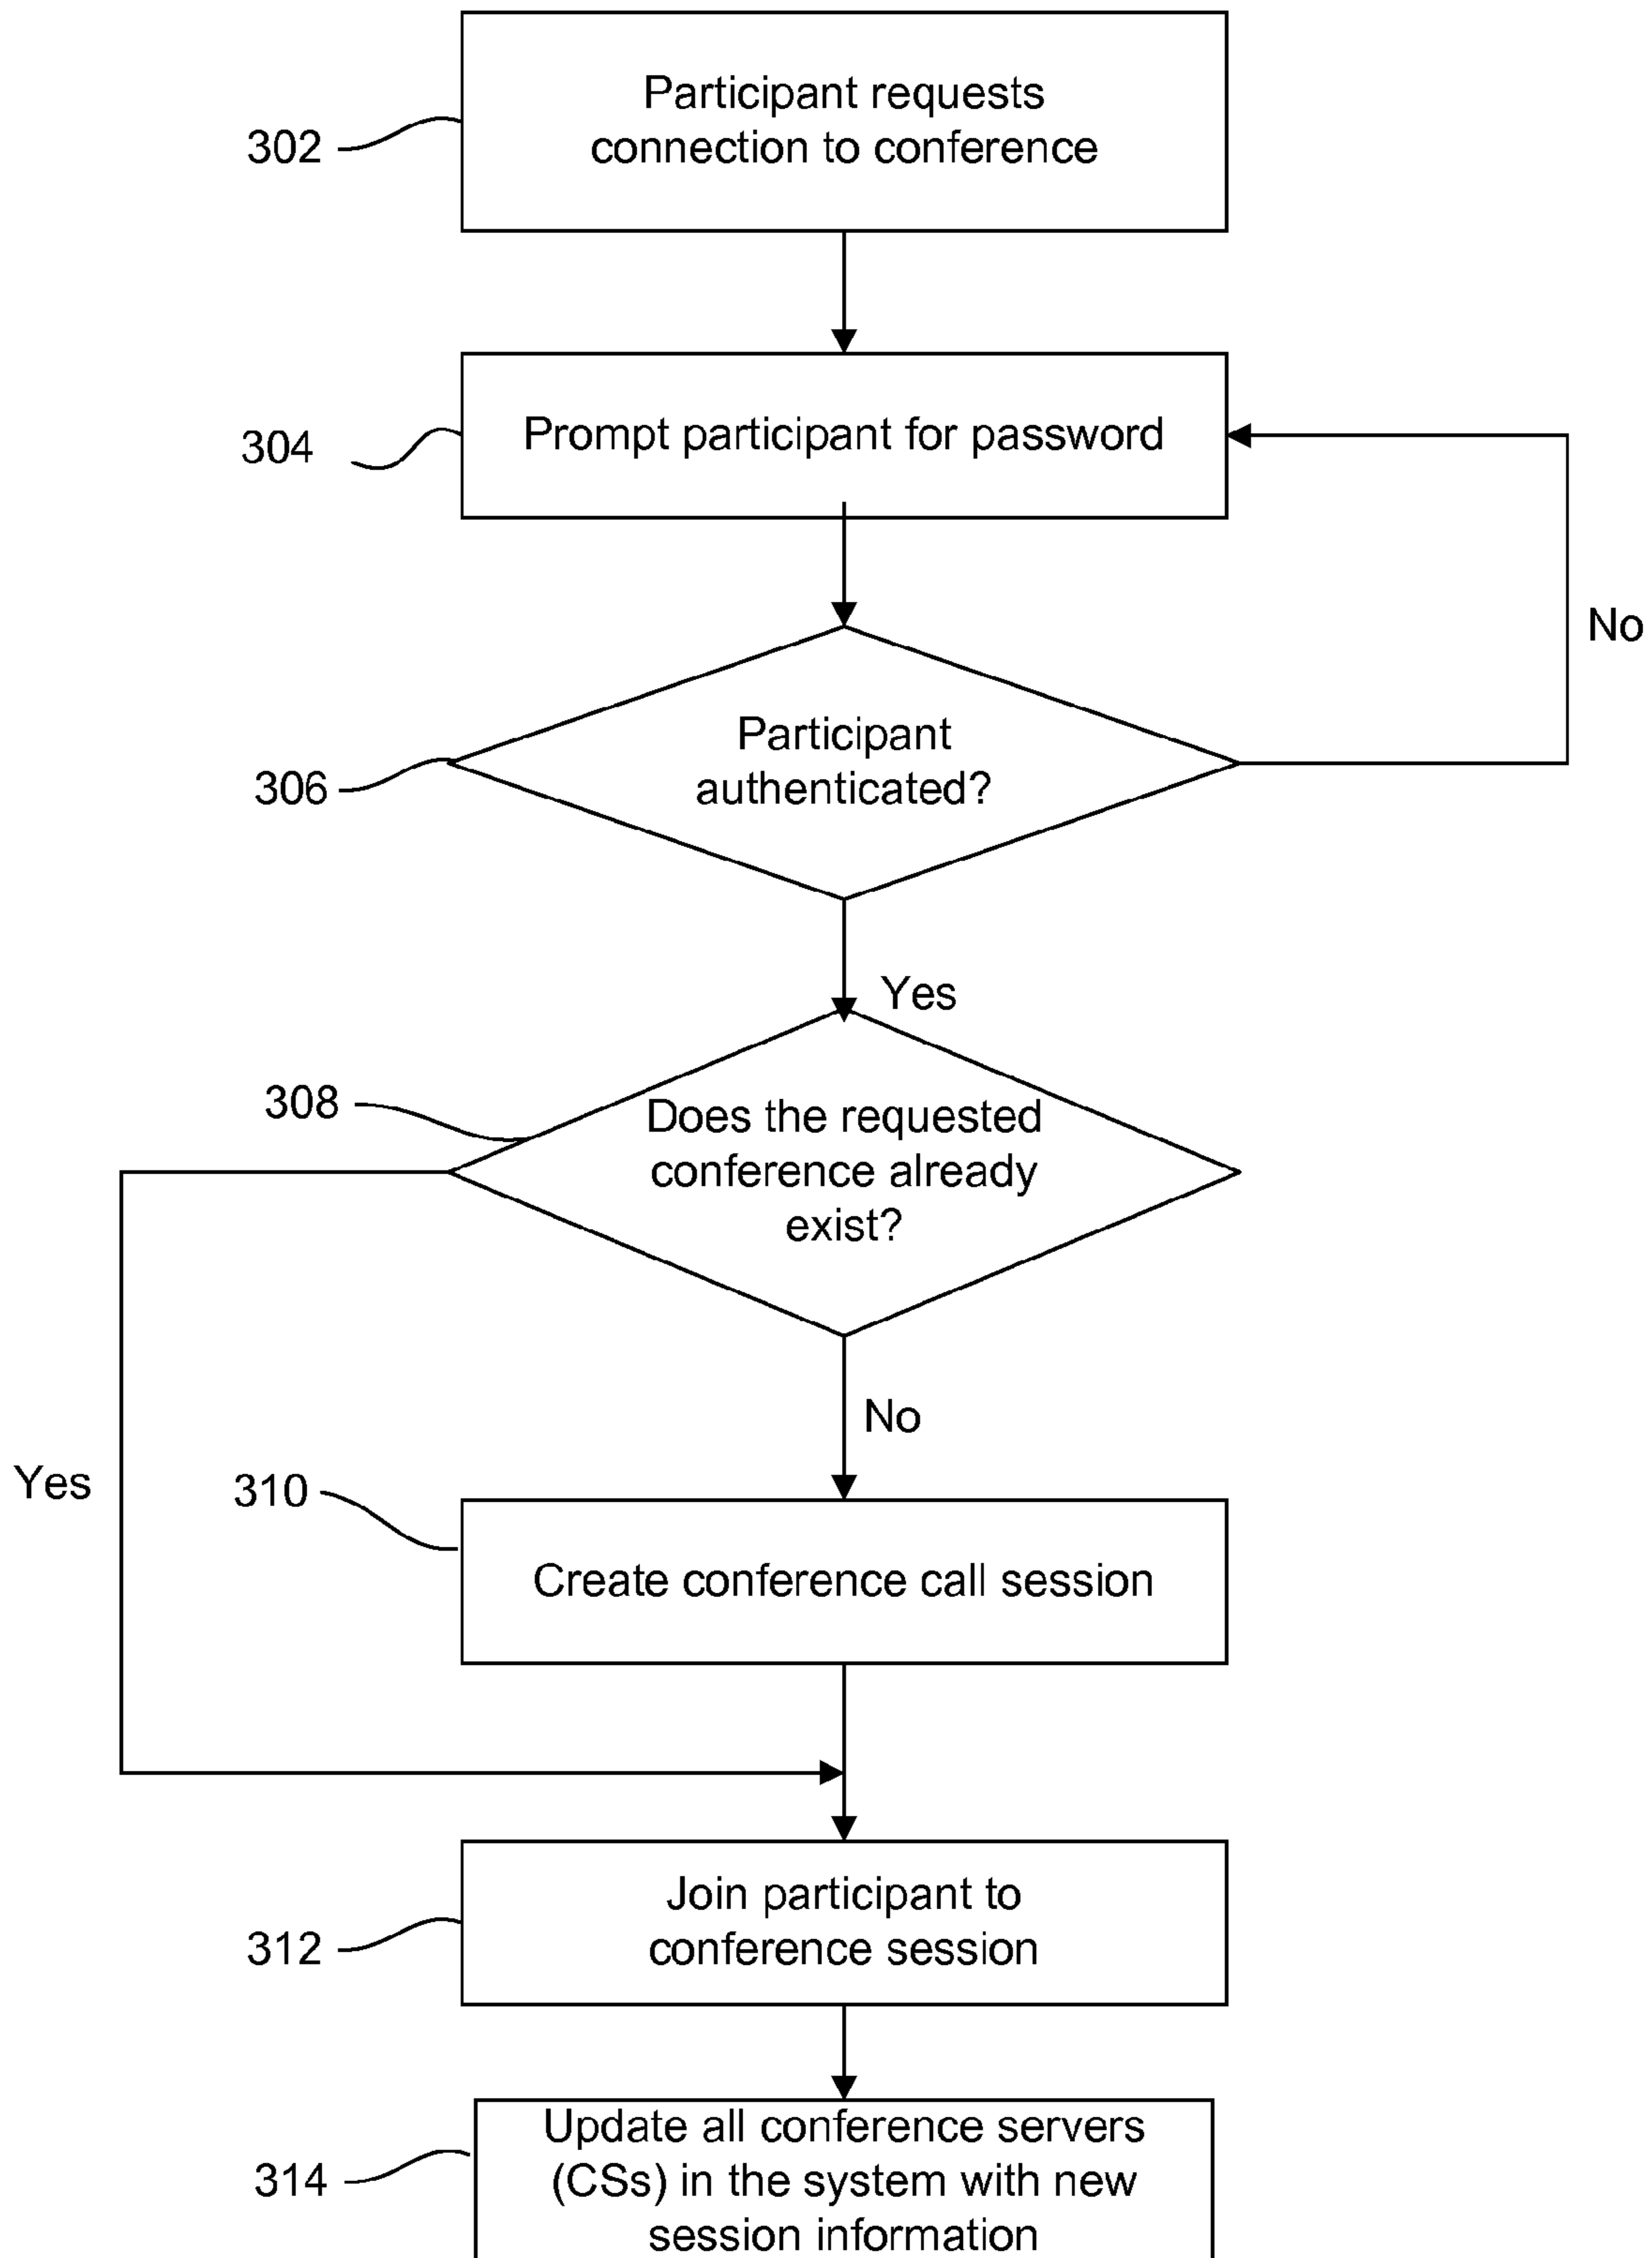 Participant requests
connection to conference
302
Prompt participant for password
304
No
Participant
authenticated?
306
Yes
308
Does the requested
conference already
exist?
No
Yes
310
Create conference call session
Join participant to
conference session
312
Update all conference servers
(CSs) in the system with new
session information
314